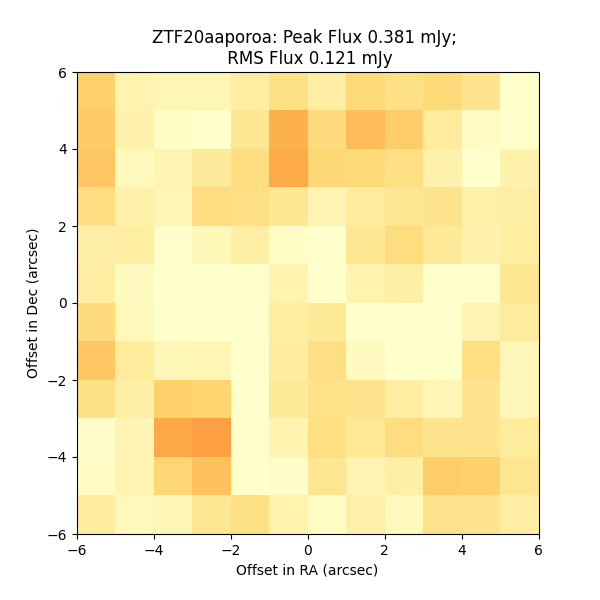 ZTF20aaporoa: Peak Flux 0.381 mJy;
RMS Flux 0.121 mJy
6
4
2
0
−2
−4
−6
Offset in Dec (arcsec)
−6 −4 −2 0 2 4 6
Offset in RA (arcsec)